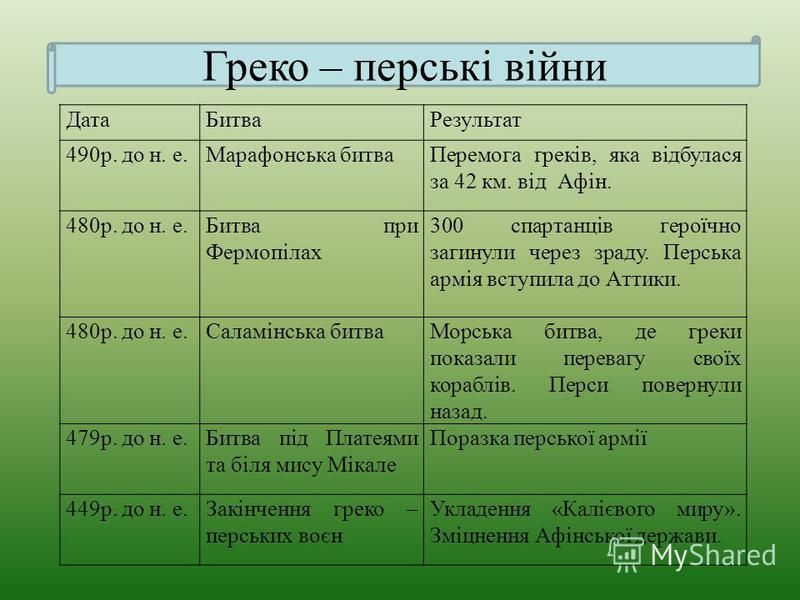 Греко – перські війни
Дата Битва Результат
490р. до н. е. Марафонська битва Перемога греків, яка відбулася
за 42 км. від Афін.
480р. до н. е. Битва при
Фермопілах
300 спартанців героїчно
загинули через зраду. Перська
армія вступила до Аттики.
480р. до н. е. Саламінська битва Морська битва, де греки
показали перевагу своїх
кораблів. Перси повернули
назад.
479р. до н. е. Битва під Платеями
та біля мису Мікале
Поразка перської армії
449р. до н. е. Закінчення греко –
перських воєн
Укладення «Калієвого миру».
Зміцнення Афінської держави.
MyShared